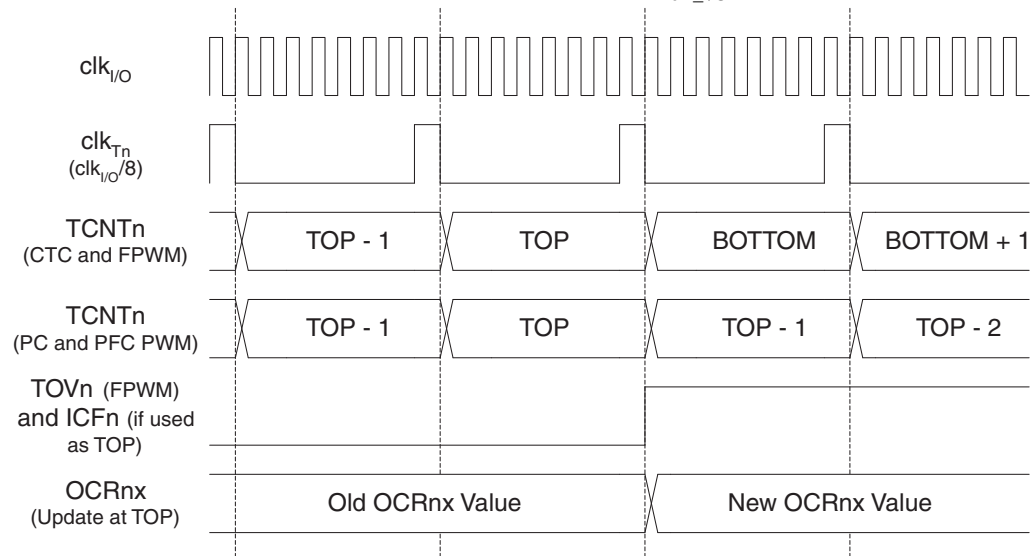 clkI/O
clkTn
(clkI/O/8)
TCNTn
(CTC and FPWM)
TOP - 1
TOP
BOTTOM
BOTTOM + 1
TCNTn
(PC and PFC PWM)
TOP - 1
TOP
TOP - 1
TOP - 2
TOVn (FPWM)
and ICFn (if used
as TOP)
OCRnx
(Update at TOP)
Old OCRnx Value
New OCRnx Value